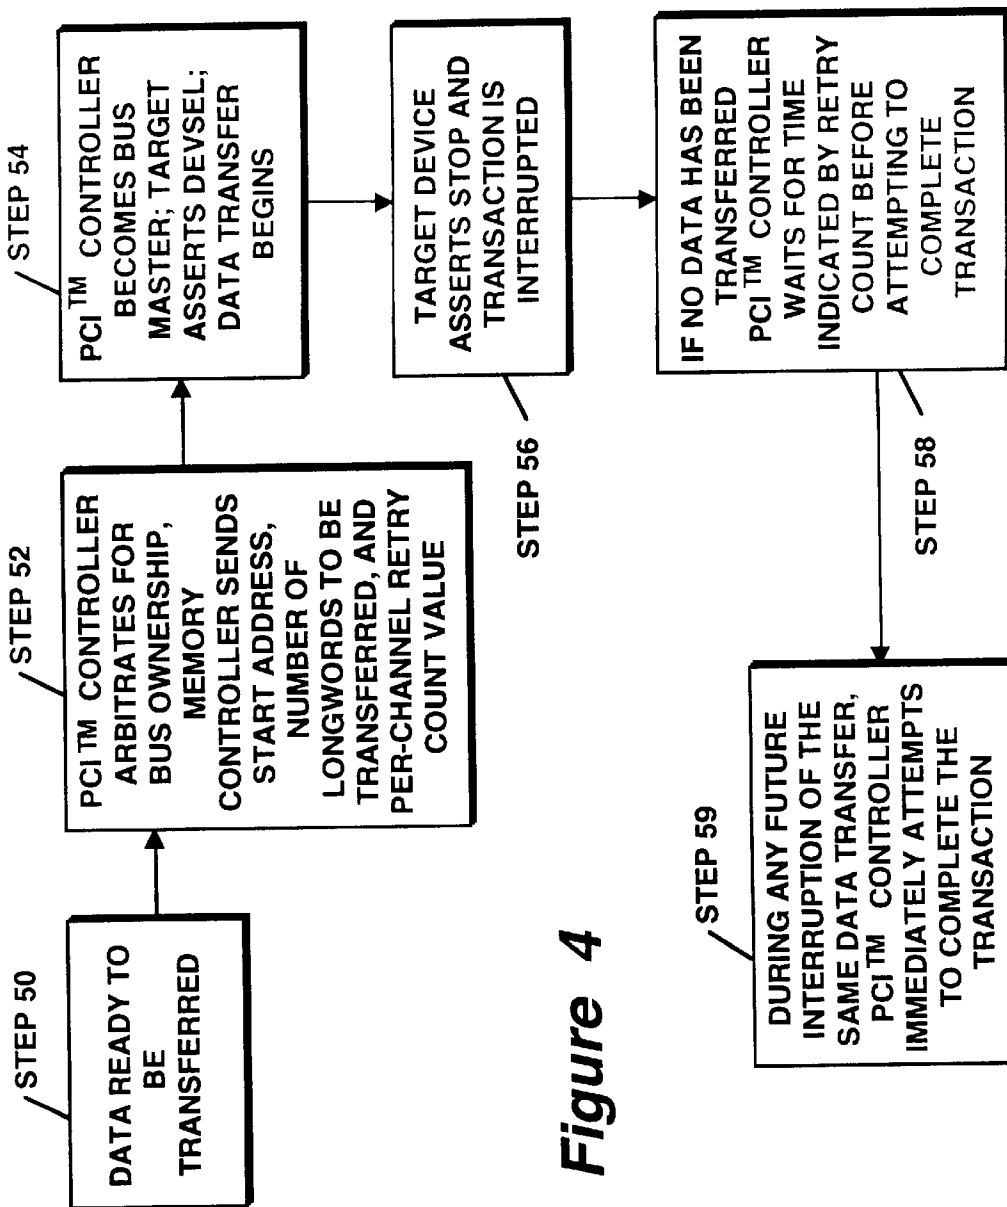 STEP 50
DATA READY TO
BE
TRANSFERRED
STEP 52
PCI™ CONTROLLER
ARBITRATES FOR
BUS OWNERSHIP,
MEMORY
CONTROLLER SENDS
START ADDRESS,
NUMBER OF
LONGWORDS TO BE
TRANSFERRED, AND
PER-CHANNEL RETRY
COUNT VALUE
STEP 54
PCI™ CONTROLLER
BECOMES BUS
MASTER; TARGET
ASSERTS DEVSEL;
DATA TRANSFER
BEGINS
STEP 56
TARGET DEVICE
ASSERTS STOP AND
TRANSACTION IS
INTERRUPTED
STEP 58
IF NO DATA HAS BEEN
TRANSFERRED
PCI™ CONTROLLER
WAITS FOR TIME
INDICATED BY RETRY
COUNT BEFORE
ATTEMPTING TO
COMPLETE
TRANSACTION
STEP 59
DURING ANY FUTURE
INTERRUPTION OF THE
SAME DATA TRANSFER,
PCI™ CONTROLLER
IMMEDIATELY ATTEMPTS
TO COMPLETE THE
TRANSACTION
Figure 4